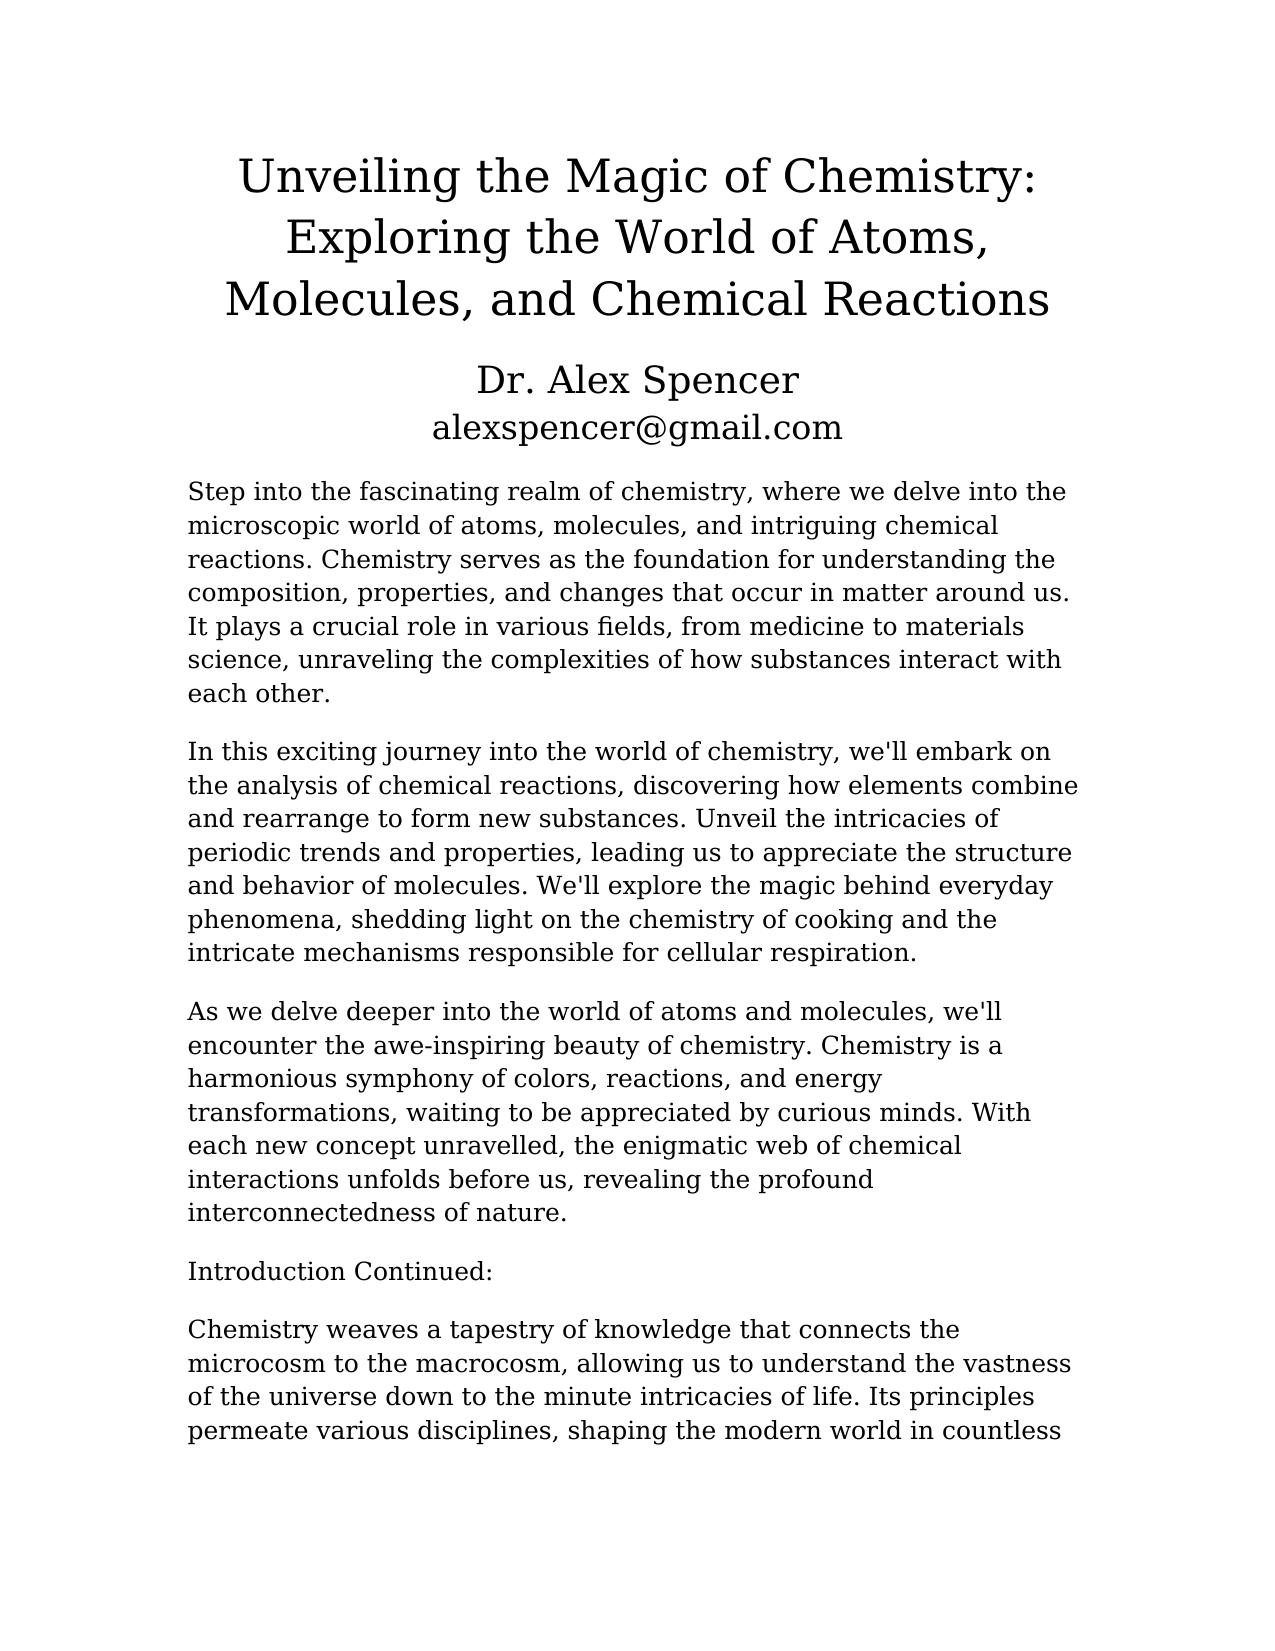 Unveiling the Magic of Chemistry:
Exploring the World of Atoms,
Molecules, and Chemical Reactions
Dr. Alex Spencer
alexspencer@gmail.com
Step into the fascinating realm of chemistry, where we delve into the
microscopic world of atoms, molecules, and intriguing chemical
reactions. Chemistry serves as the foundation for understanding the
composition, properties, and changes that occur in matter around us.
It plays a crucial role in various fields, from medicine to materials
science, unraveling the complexities of how substances interact with
each other.
In this exciting journey into the world of chemistry, we'll embark on
the analysis of chemical reactions, discovering how elements combine
and rearrange to form new substances. Unveil the intricacies of
periodic trends and properties, leading us to appreciate the structure
and behavior of molecules. We'll explore the magic behind everyday
phenomena, shedding light on the chemistry of cooking and the
intricate mechanisms responsible for cellular respiration.
As we delve deeper into the world of atoms and molecules, we'll
encounter the awe-inspiring beauty of chemistry. Chemistry is a
harmonious symphony of colors, reactions, and energy
transformations, waiting to be appreciated by curious minds. With
each new concept unravelled, the enigmatic web of chemical
interactions unfolds before us, revealing the profound
interconnectedness of nature.
Introduction Continued:
Chemistry weaves a tapestry of knowledge that connects the
microcosm to the macrocosm, allowing us to understand the vastness
of the universe down to the minute intricacies of life. Its principles
permeate various disciplines, shaping the modern world in countless